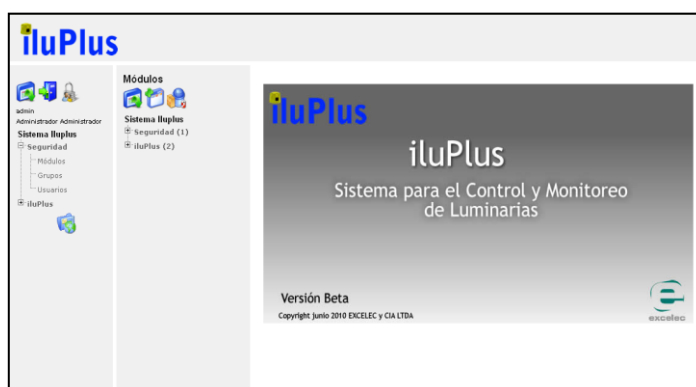 iluPlus
admin
Administrador Administrador
Sistema Iluplus
Seguridad
Módulos
Grupos
Usuarios
iluPlus
Módulos
Sistema Iluplus
Seguridad (1)
iluPlus (2)
iluPlus
iluPlus
Sistema para el Control y Monitoreo
de Luminarias
Versión Beta
Copyright junio 2010 EXCELEC y CIA LTDA
excelec